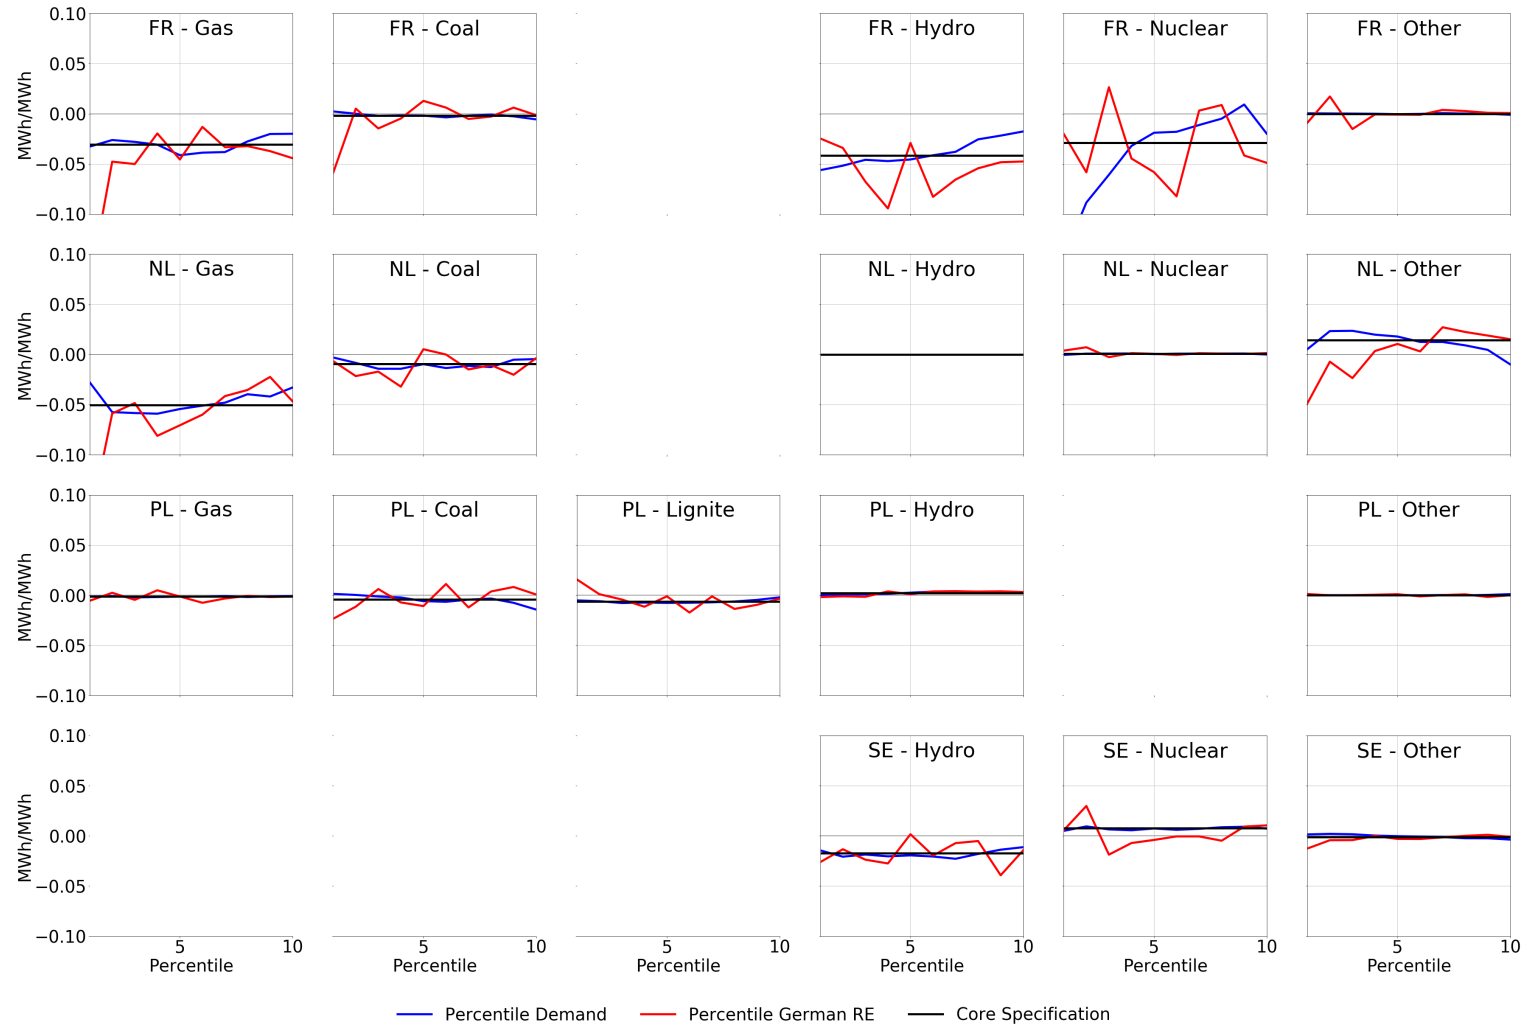 FR - Gas
FR - Coal
FR - Hydro
FR - Nuclear
FR - Other
0.10
0.05
0.00
−0.05
−0.10
MWh/MWh
NL - Gas
NL - Coal
NL - Hydro
NL - Nuclear
NL - Other
0.10
0.05
0.00
−0.05
−0.10
MWh/MWh
PL - Gas
PL - Coal
PL - Lignite
PL - Hydro
PL - Other
0.10
0.05
0.00
−0.05
−0.10
MWh/MWh
SE - Hydro
SE - Nuclear
SE - Other
0.10
0.05
0.00
−0.05
−0.10
MWh/MWh
5 10 5 10 5 10 5 10 5 10 5 10
Percentile Percentile Percentile Percentile Percentile Percentile
Percentile Demand Percentile German RE Core Specification